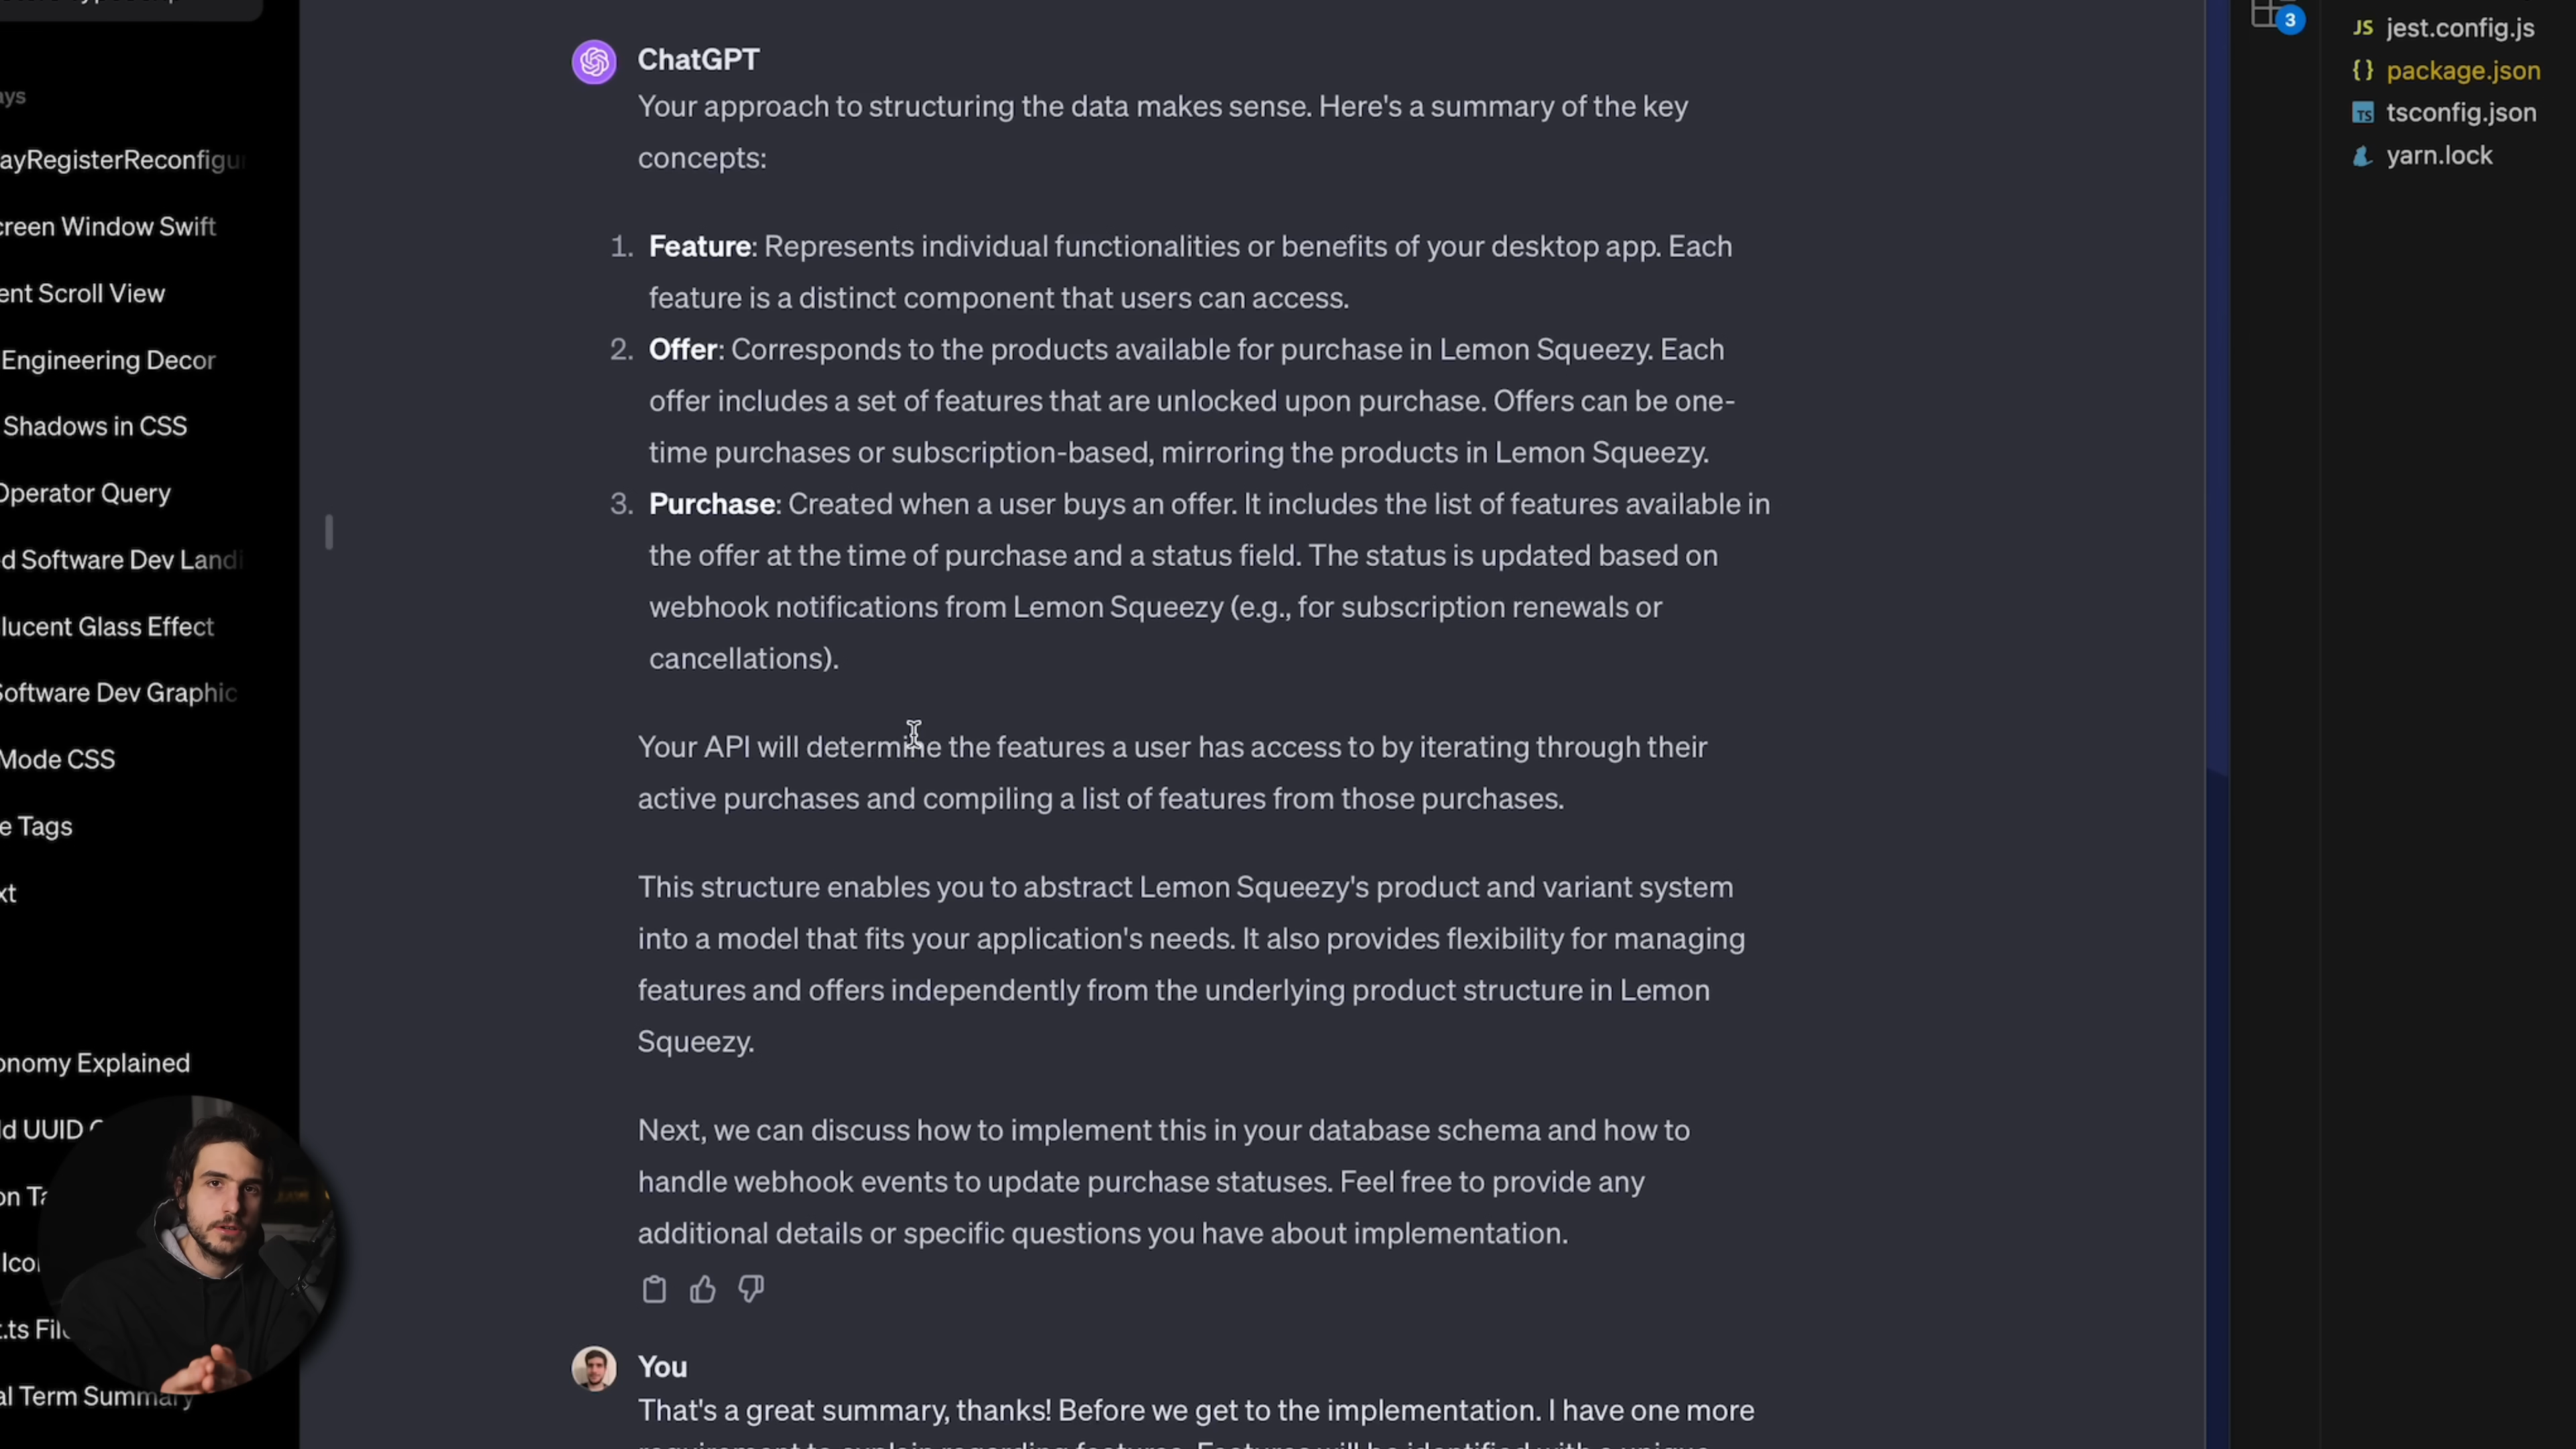 ays
ayRegisterReconfigu
creen Window Swift
ent Scroll View
Engineering Decor
Shadows in CSS
Operator Query
d Software Dev Landi
lucent Glass Effect
Software Dev Graphic
Mode CSS
e Tags
xt
onomy Explained
ld UUID
on Ta
Ico
.ts File
al Term Summary
ChatGPT
Your approach to structuring the data makes sense. Here's a summary of the key
concepts:
1. Feature: Represents individual functionalities or benefits of your desktop app. Each
feature is a distinct component that users can access.
2. Offer: Corresponds to the products available for purchase in Lemon Squeezy. Each
offer includes a set of features that are unlocked upon purchase. Offers can be one-
time purchases or subscription-based, mirroring the products in Lemon Squeezy.
3. Purchase: Created when a user buys an offer. It includes the list of features available in
the offer at the time of purchase and a status field. The status is updated based on
webhook notifications from Lemon Squeezy (e.g., for subscription renewals or
cancellations).
Your API will determine the features a user has access to by iterating through their
active purchases and compiling a list of features from those purchases.
This structure enables you to abstract Lemon Squeezy's product and variant system
into a model that fits your application's needs. It also provides flexibility for managing
features and offers independently from the underlying product structure in Lemon
Squeezy.
Next, we can discuss how to implement this in your database schema and how to
handle webhook events to update purchase statuses. Feel free to provide any
additional details or specific questions you have about implementation.
You
That's a great summary, thanks! Before we get to the implementation. I have one more
3
JS jest.config.js
{} package.json
TS tsconfig.json
yarn.lock